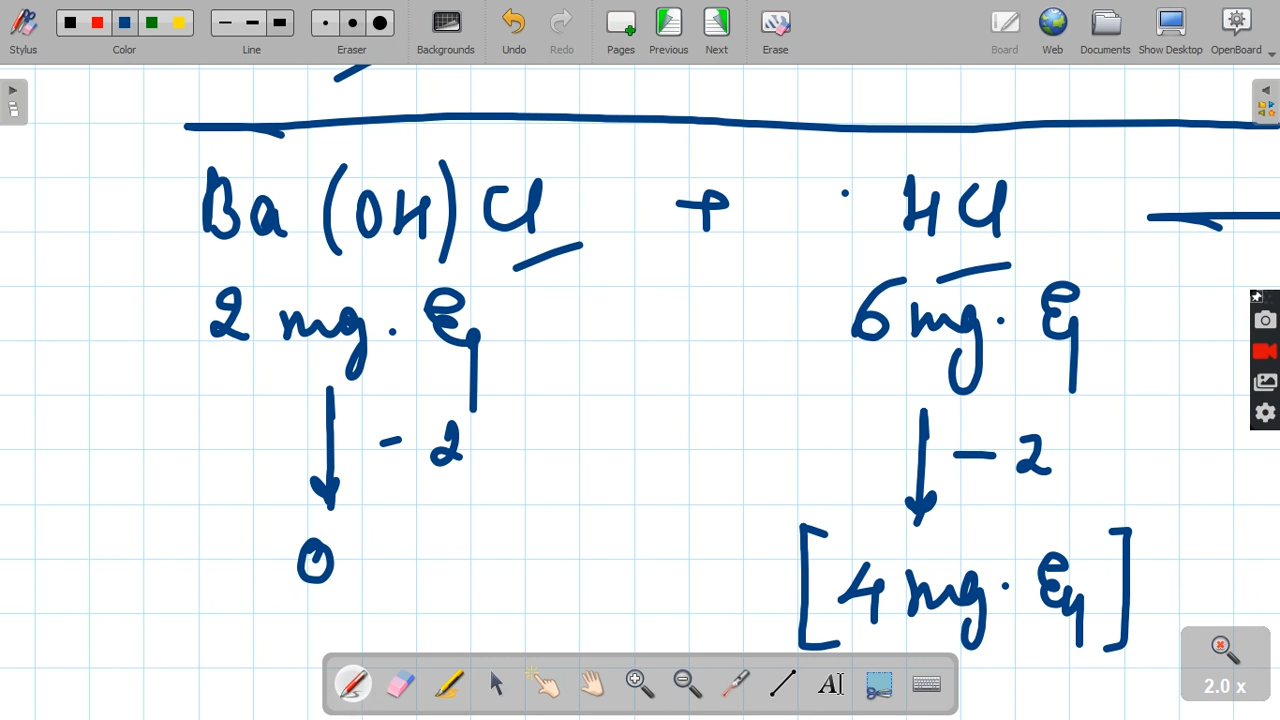 Stylus Color Line Eraser Backgrounds Undo Redo Pages Previous Next Erase Board Web Documents Show Desktop OpenBoard
Ba(OH)Cl + HCl
2 mg. Eq 6 mg. Eq
- 2 - 2
0 [4 mg. Eq]
2.0 x